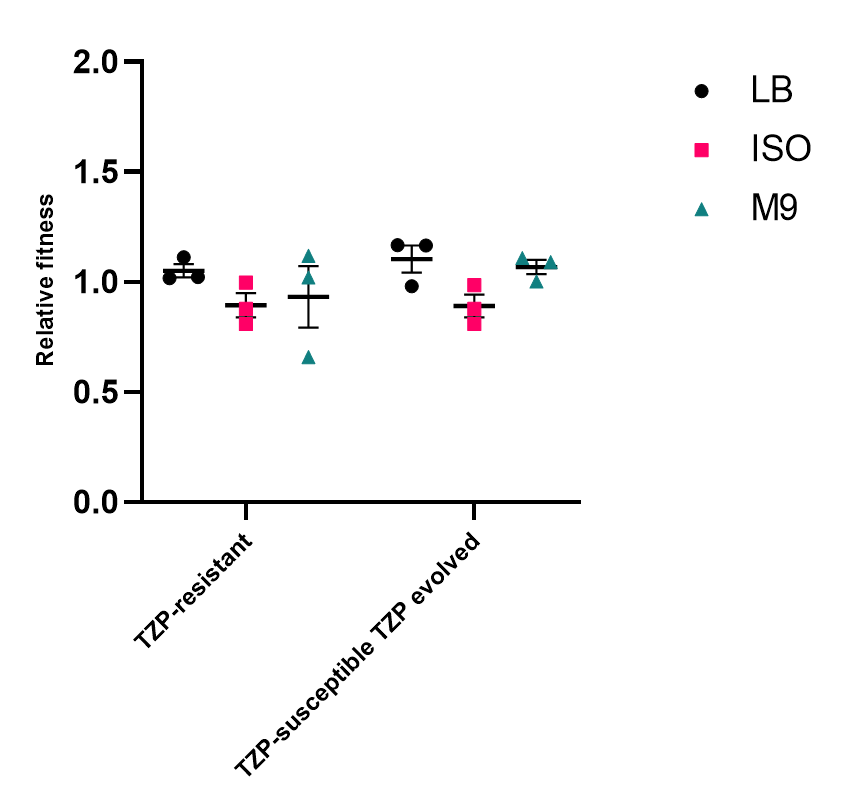 2.0
1.5
1.0
0.5
0.0
Relative fitness
TZP-resistant
TZP-susceptible TZP evolved
LB
ISO
M9